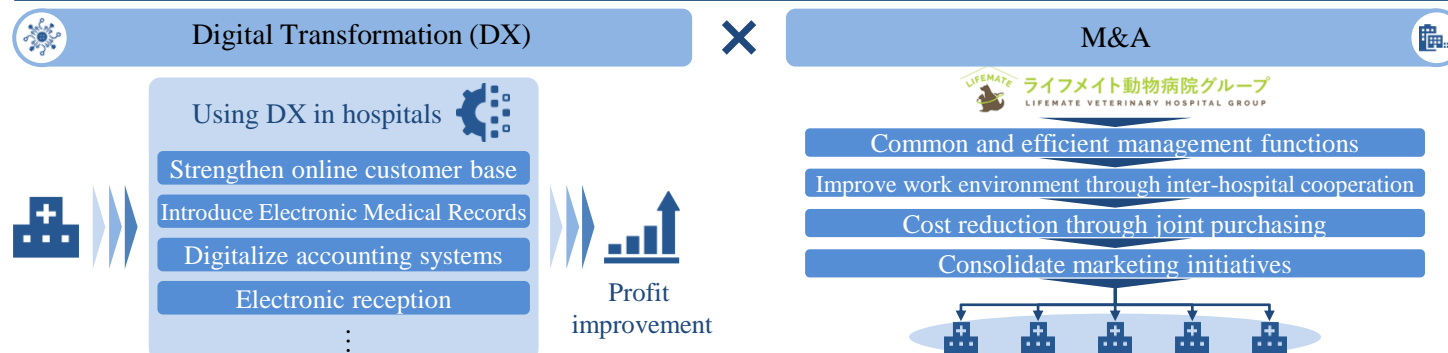 Digital Transformation (DX)
Using DX in hospitals
Strengthen online customer base
Introduce Electronic Medical Records
Digitalize accounting systems
Electronic reception
⋮
Profit
improvement
×
M&A
LIFEMATE
ライフメイト動物病院グループ
LIFEMATE VETERINARY HOSPITAL GROUP
Common and efficient management functions
Improve work environment through inter-hospital cooperation
Cost reduction through joint purchasing
Consolidate marketing initiatives